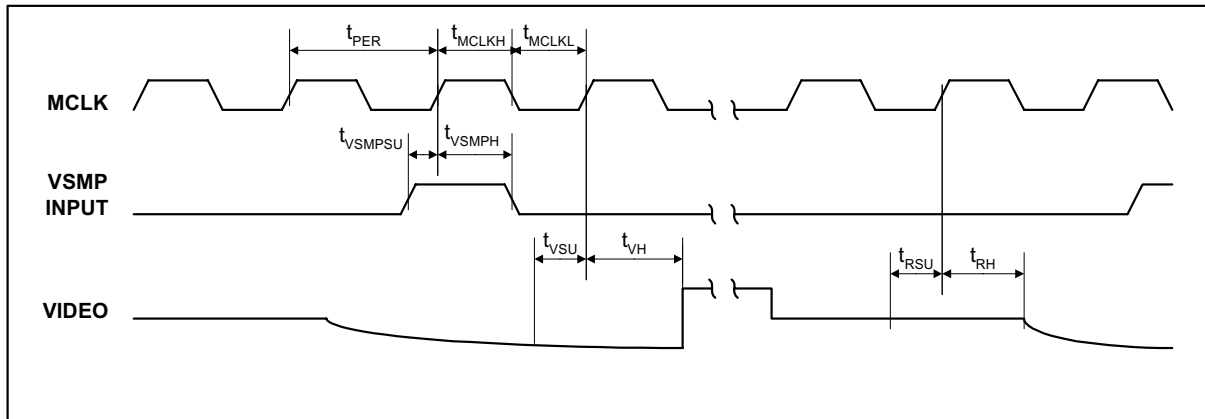 tPER tMCLKH tMCLKL
MCLK
tVSMPSU tVSMPH
VSMP
INPUT
tVSU tVH tRSU tRH
VIDEO